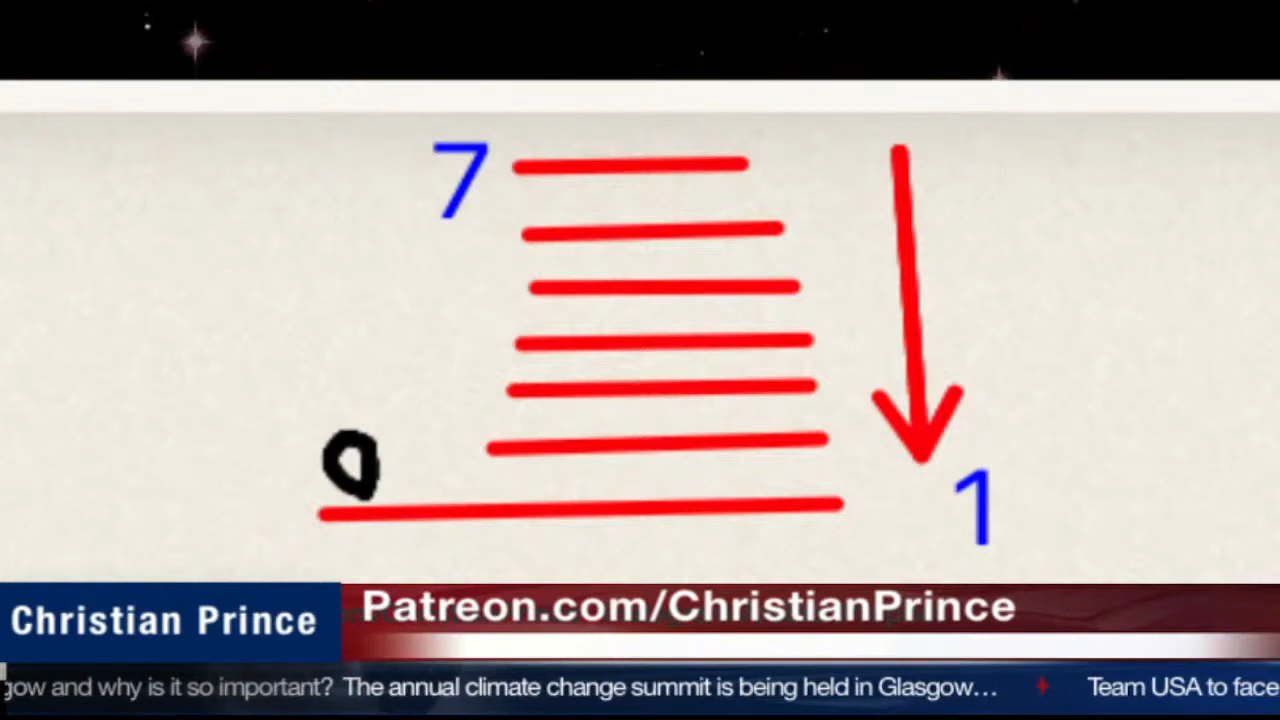 7
0
1
Christian Prince
Patreon.com/ChristianPrince
gow and why is it so important? The annual climate change summit is being held in Glasgow… Team USA to face